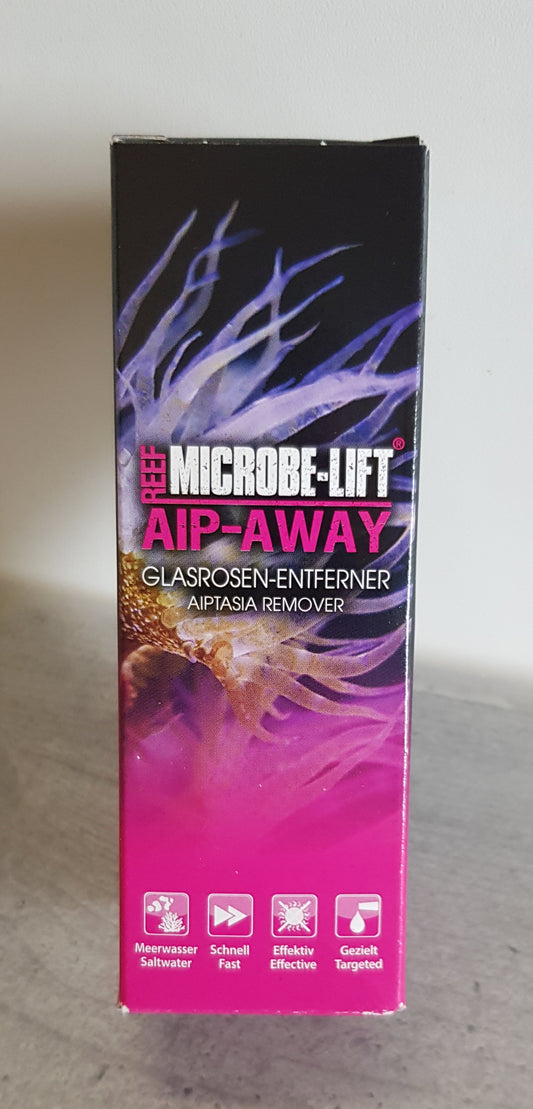 REEF
MICROBE-LIFT®
AIP-AWAY
GLASROSEN-ENTFERNER
AIPTASIA REMOVER
Meerwasser
Saltwater
Schnell
Fast
Effektiv
Effective
Gezielt
Targeted